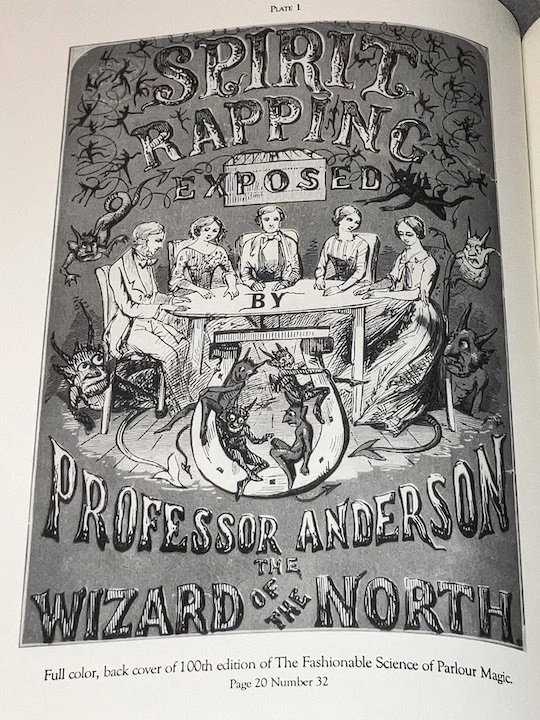 PLATE 1
SPIRIT
RAPPING
EXPOSED
BY
PROFESSOR ANDERSON
THE
WIZARD OF THE NORTH
Full color, back cover of 100th edition of The Fashionable Science of Parlour Magic.
Page 20 Number 32